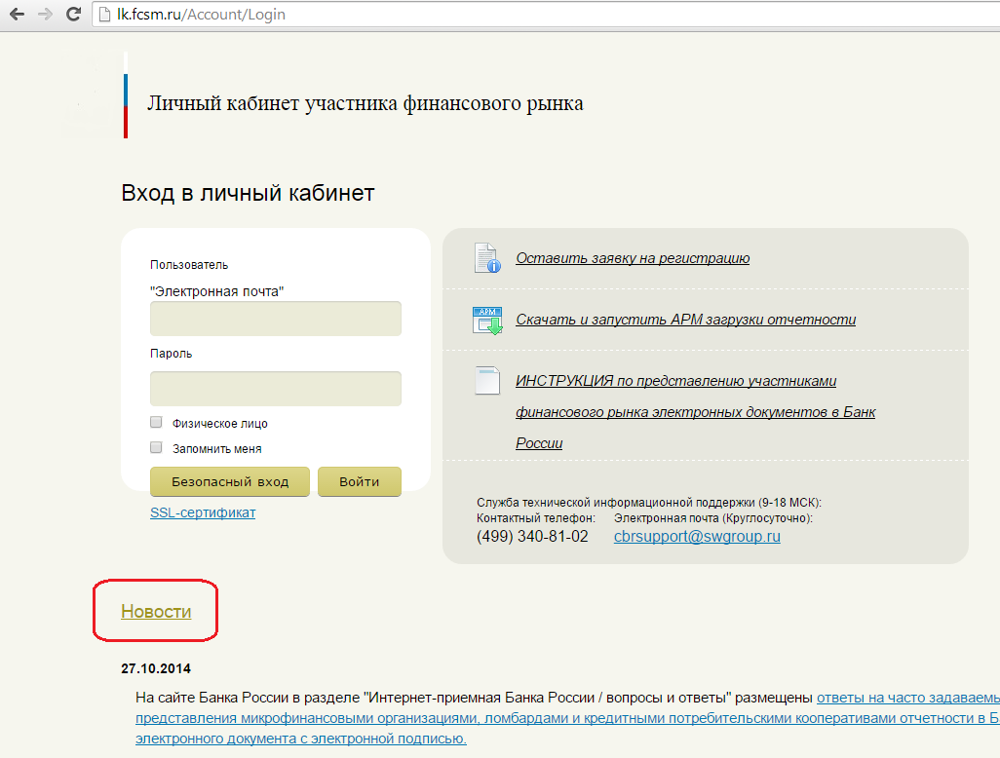 lk.fcsm.ru/Account/Login
Личный кабинет участника финансового рынка
Вход в личный кабинет
Пользователь
"Электронная почта"
Пароль
Физическое лицо
Запомнить меня
Безопасный вход
Войти
SSL-сертификат
Оставить заявку на регистрацию
АРМ
Скачать и запустить АРМ загрузки отчетности
ИНСТРУКЦИЯ по представлению участниками
финансового рынка электронных документов в Банк
России
Служба технической информационной поддержки (9-18 МСК):
Контактный телефон: Электронная почта (Круглосуточно):
(499) 340-81-02 cbrsupport@swgroup.ru
Новости
27.10.2014
На сайте Банка России в разделе "Интернет-приемная Банка России / вопросы и ответы" размещены ответы на часто
представления микрофинансовыми организациями, ломбардами и кредитными потребительскими кооперативами отчетности в
электронного документа с электронной подписью.